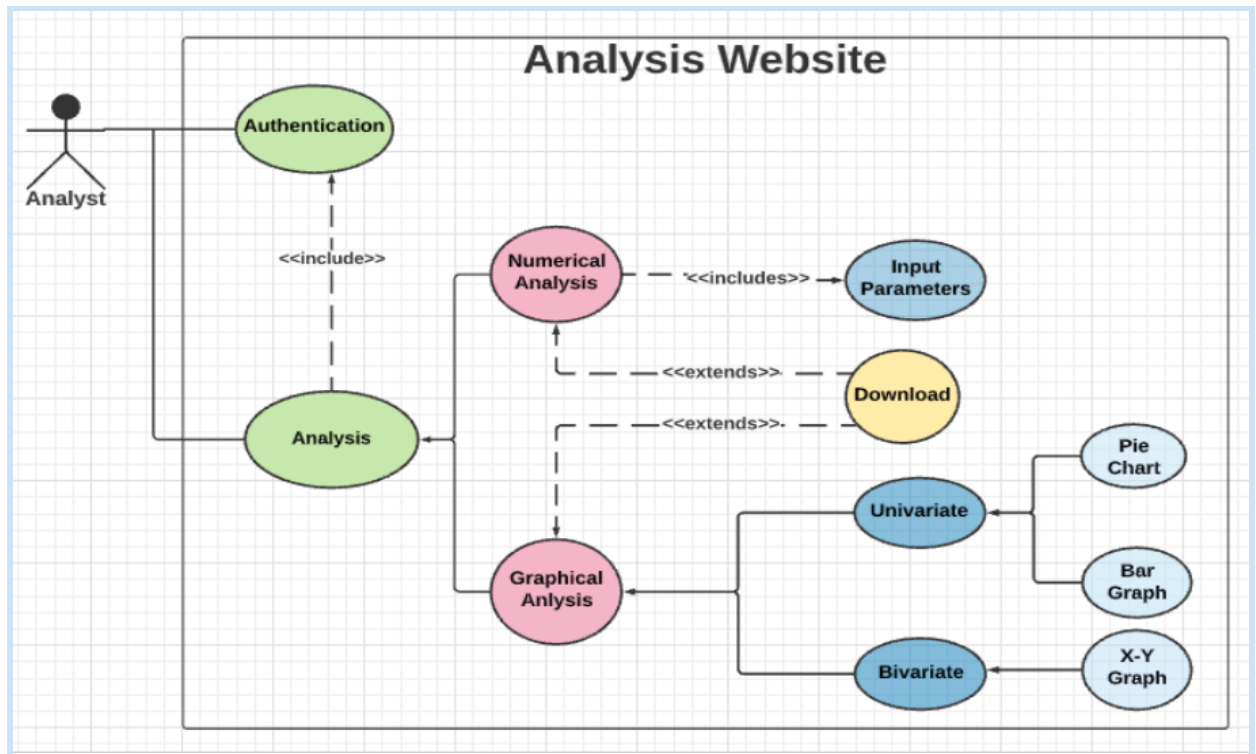 Analysis Website
Authentication
Analyst
<<include>>
Numerical
Analysis
<<includes>>
Input
Parameters
<<extends>>
Download
<<extends>>
Analysis
Pie
Chart
Univariate
Graphical
Anlysis
Bar
Graph
Bivariate
X-Y
Graph